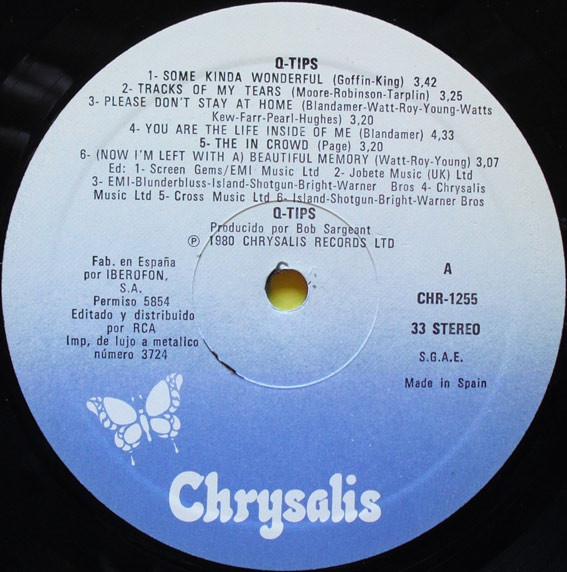 Q-TIPS
1- SOME KINDA WONDERFUL (Goffin-King) 3,42
2- TRACKS OF MY TEARS (Moore-Robinson-Tarplin) 3,25
3- PLEASE DON'T STAY AT HOME (Blandamer-Watt-Roy-Young-Watts
Kew-Farr-Pearl-Hughes) 3,20
4- YOU ARE THE LIFE INSIDE OF ME (Blandamer) 4,33
5- THE IN CROWD (Page) 3,20
6- (NOW I'M LEFT WITH A) BEAUTIFUL MEMORY (Watt-Roy-Young) 3,07
Ed: 1- Screen Gems/EMI Music Ltd 2- Jobete Music (UK) Ltd
3- EMI-Blunderbluss-Island-Shotgun-Bright-Warner Bros 4- Chrysalis
Music Ltd 5- Cross Music Ltd 6- Island-Shotgun-Bright-Warner Bros
Q-TIPS
Producido por Bob Sargeant
℗ 1980 CHRYSALIS RECORDS LTD
Fab. en España
por IBEROFON,
S.A.
Permiso 5854
Editado y distribuido
por RCA
Imp, de lujo a metalico
número 3724
A
CHR-1255
33 STEREO
S.G.A.E.
Made in Spain
Chrysalis